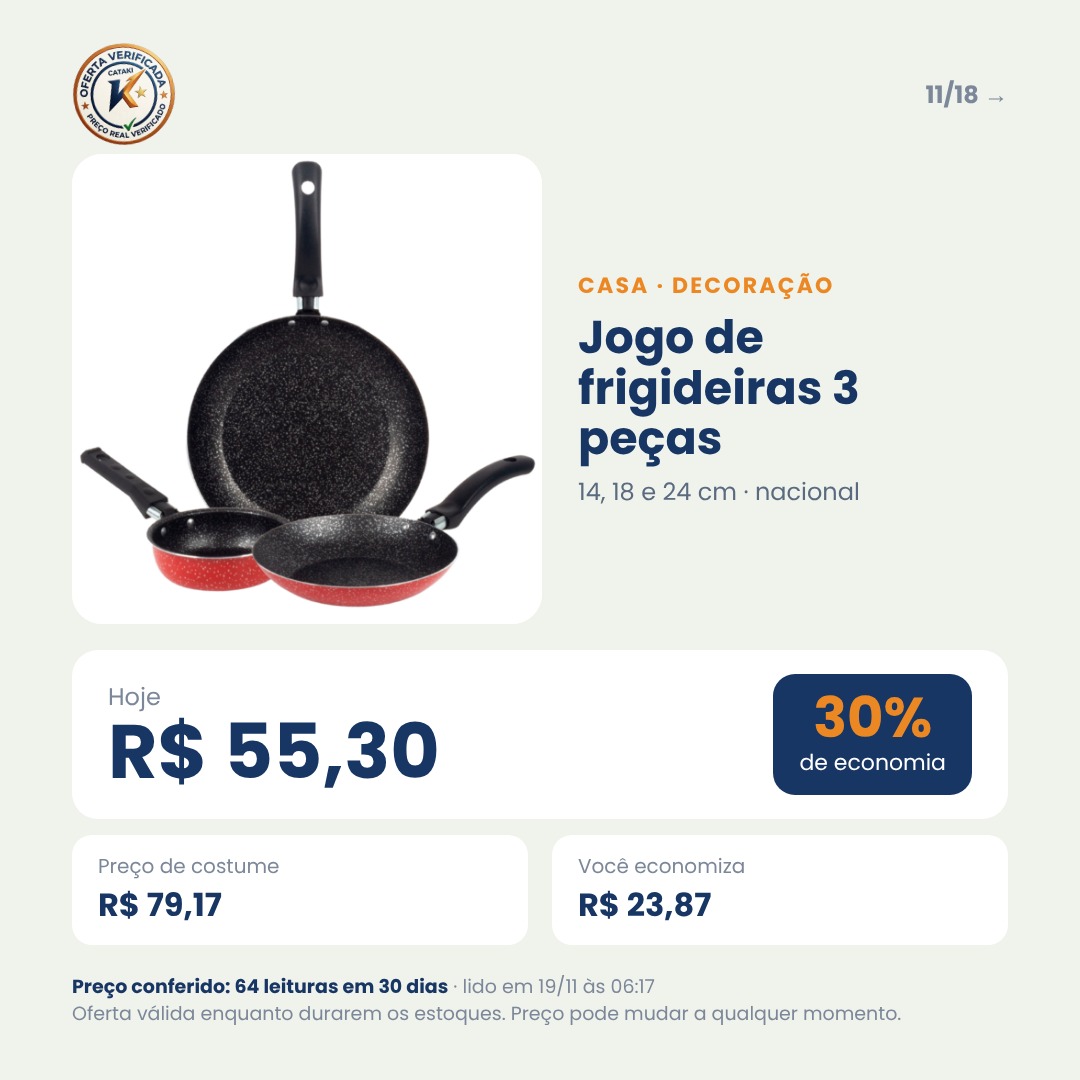 OFERTA VERIFICADA
CATAKI
K
PREÇO REAL VERIFICADO
11/18 →
CASA · DECORAÇÃO
Jogo de
frigideiras 3
peças
14, 18 e 24 cm · nacional
Hoje
R$ 55,30
30%
de economia
Preço de costume
R$ 79,17
Você economiza
R$ 23,87
Preço conferido: 64 leituras em 30 dias · lido em 19/11 às 06:17
Oferta válida enquanto durarem os estoques. Preço pode mudar a qualquer momento.